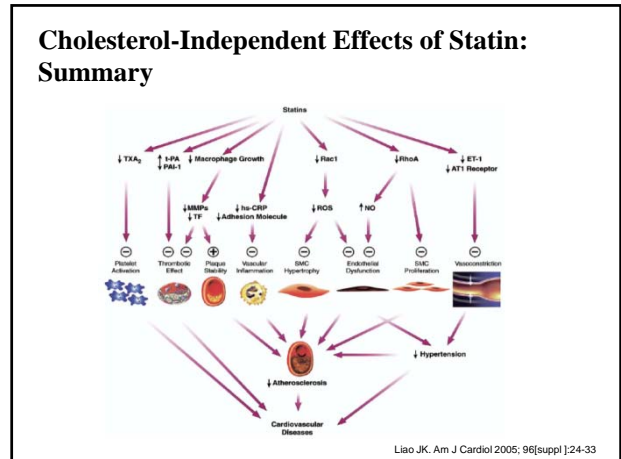 Cholesterol-Independent Effects of Statin:
Summary
Statins
↓TXA₂
↑ t-PA
↓PAI-1
↓ Macrophage Growth
↓ Rac1
↓RhoA
↓ ET-1
↓ AT1 Receptor
↓MMPs
↓TF
↓ hs-CRP
↓Adhesion Molecule
↓ROS
↑ NO
Platelet
Activation
Thrombotic
Effect
Plaque
Stability
Vascular
Inflammation
SMC
Hypertrophy
Endothelial
Dysfunction
SMC
Proliferation
Vasoconstriction
↓ Hypertension
↓ Atherosclerosis
Cardiovascular
Diseases
Liao JK. Am J Cardiol 2005; 96[suppl ]:24-33